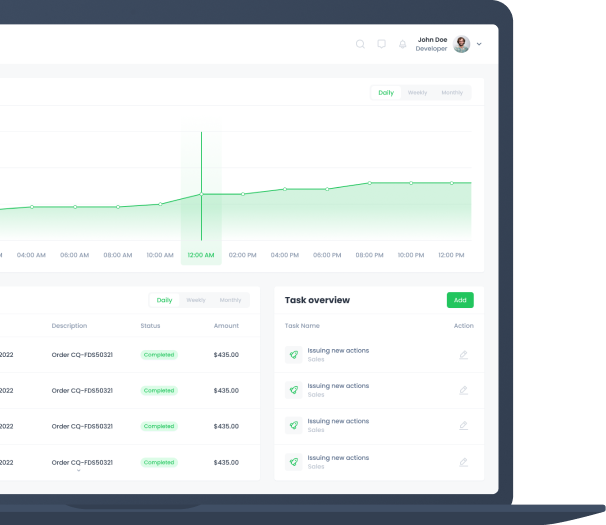 John Doe
Developer
Daily Weekly Monthly
M 04:00 AM 06:00 AM 08:00 AM 10:00 AM 12:00 AM 02:00 PM 04:00 PM 06:00 PM 08:00 PM 10:00 PM 12:00 PM
Daily Weekly Monthly
Description Status Amount
2022 Order CQ-FDS50321 Completed $435.00
2022 Order CQ-FDS50321 Completed $435.00
2022 Order CQ-FDS50321 Completed $435.00
2022 Order CQ-FDS50321 Completed $435.00
Task overview Add
Task Name Action
Issuing new actions
Sales
Issuing new actions
Sales
Issuing new actions
Sales
Issuing new actions
Sales